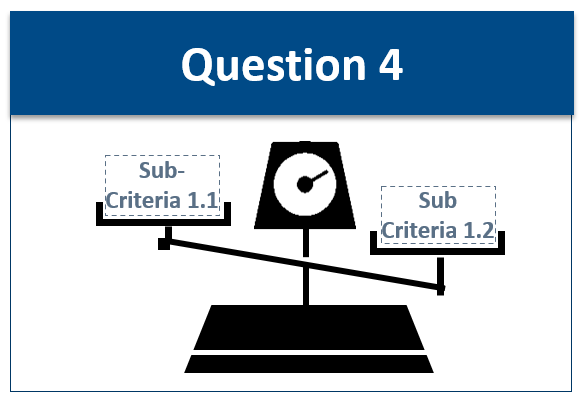 Question 4
Sub-
Criteria 1.1
Sub
Criteria 1.2